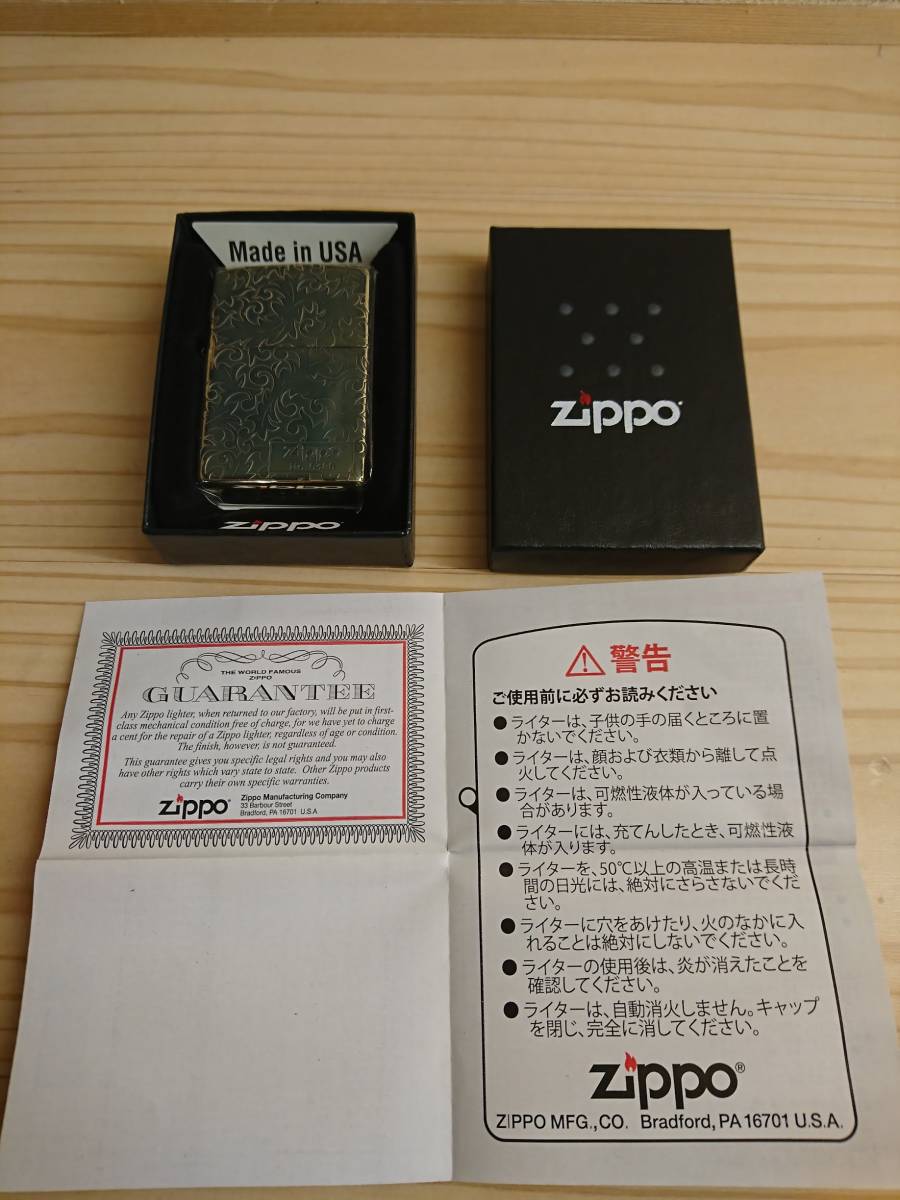 Made in USA
Zippo
zippo
zippo
THE WORLD FAMOUS
ZIPPO
GUARANTEE
Any Zippo lighter, when returned to our factory, will be put in first-
class mechanical condition free of charge, for we have yet to charge
a cent for the repair of a Zippo lighter, regardless of age or condition.
The finish, however, is not guaranteed.
This guarantee gives you specific legal rights and you may also
have other rights which vary state to state. Other Zippo products
carry their own specific warranties.
zippo®
Zippo Manufacturing Company
33 Barbour Street
Bradford, PA 16701 U.S.A
警告
ご使用前に必ずお読みください
●ライターは、子供の手の届くところに置
かないでください。
●ライターは、顔および衣類から離して点
火してください。
●ライターは、可燃性液体が入っている場
合があります。
●ライターには、充てんしたとき、可燃性液
体が入ります。
●ライターを、50℃以上の高温または長時
間の日光には、絶対にさらさないでくだ
さい。
●ライターに穴をあけたり、火のなかに入
れることは絶対にしないでください。
●ライターの使用後は、炎が消えたことを
確認してください。
●ライターは、自動消火しません。キャップ
を閉じ、完全に消してください。
zippo®
ZIPPO MFG.,CO. Bradford, PA 16701 U.S.A.